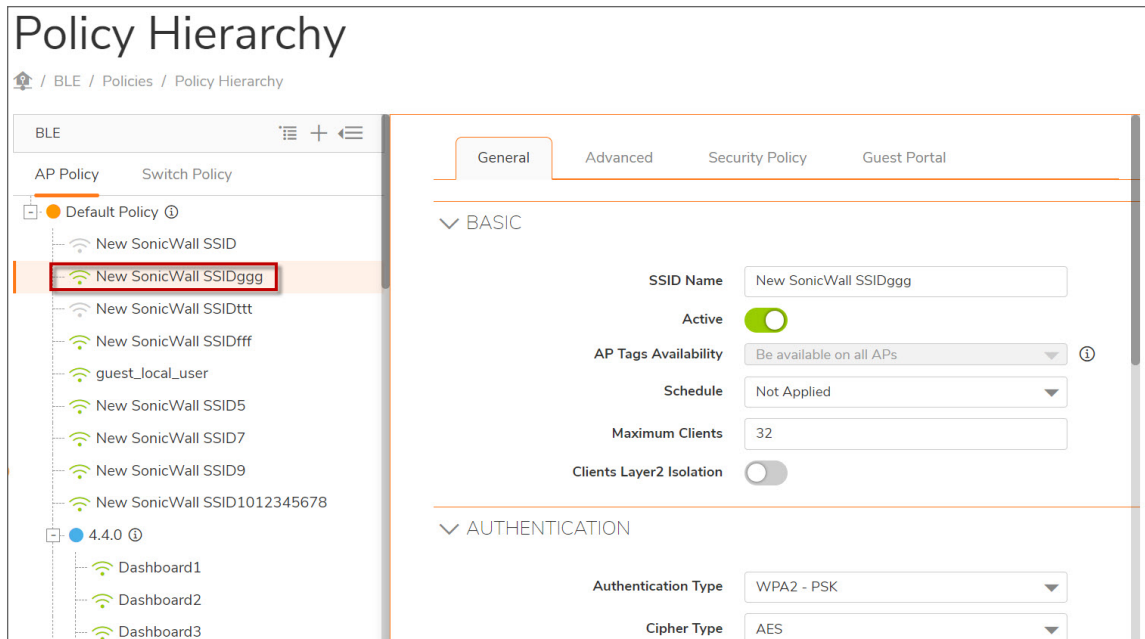 Policy Hierarchy
/ BLE / Policies / Policy Hierarchy
BLE
AP Policy Switch Policy
Default Policy
New SonicWall SSID
New SonicWall SSIDggg
New SonicWall SSIDttt
New SonicWall SSIDfff
guest_local_user
New SonicWall SSID5
New SonicWall SSID7
New SonicWall SSID9
New SonicWall SSID1012345678
4.4.0
Dashboard1
Dashboard2
Dashboard3
General Advanced Security Policy Guest Portal
BASIC
SSID Name New SonicWall SSIDggg
Active
AP Tags Availability Be available on all APs
Schedule Not Applied
Maximum Clients 32
Clients Layer2 Isolation
AUTHENTICATION
Authentication Type WPA2 - PSK
Cipher Type AES